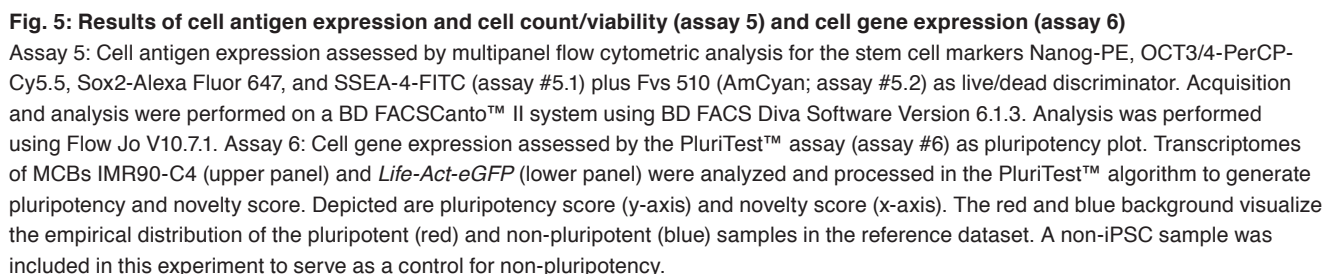 Fig. 5: Results of cell antigen expression and cell count/viability (assay 5) and cell gene expression (assay 6)
Assay 5: Cell antigen expression assessed by multipanel flow cytometric analysis for the stem cell markers Nanog-PE, OCT3/4-PerCP-
Cy5.5, Sox2-Alexa Fluor 647, and SSEA-4-FITC (assay #5.1) plus Fvs 510 (AmCyan; assay #5.2) as live/dead discriminator. Acquisition
and analysis were performed on a BD FACSCanto™ II system using BD FACS Diva Software Version 6.1.3. Analysis was performed
using Flow Jo V10.7.1. Assay 6: Cell gene expression assessed by the PluriTest™ assay (assay #6) as pluripotency plot. Transcriptomes
of MCBs IMR90-C4 (upper panel) and Life-Act-eGFP (lower panel) were analyzed and processed in the PluriTest™ algorithm to generate
pluripotency and novelty score. Depicted are pluripotency score (y-axis) and novelty score (x-axis). The red and blue background visualize
the empirical distribution of the pluripotent (red) and non-pluripotent (blue) samples in the reference dataset. A non-iPSC sample was
included in this experiment to serve as a control for non-pluripotency.